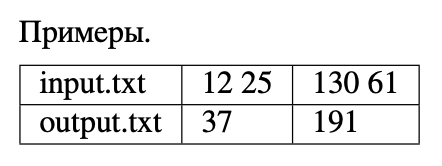 Примеры.
input.txt 12 25 130 61
output.txt 37 191